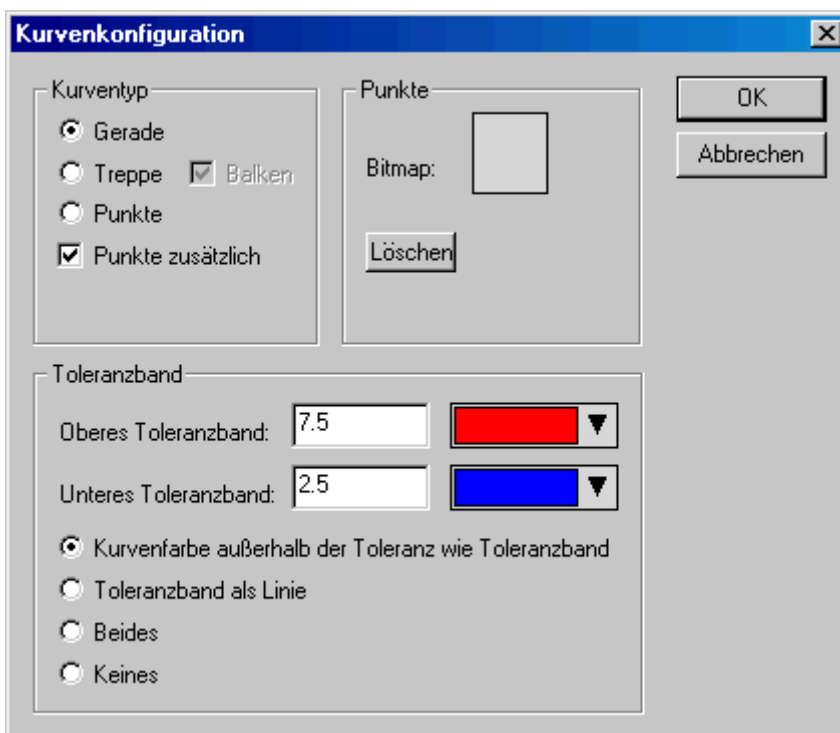 Kurvenkonfiguration
Kurventyp
Gerade
Treppe Balken
Punkte
Punkte zusätzlich
Punkte
Bitmap:
Löschen
OK
Abbrechen
Toleranzband
Oberes Toleranzband: 7.5
Unteres Toleranzband: 2.5
Kurvenfarbe außerhalb der Toleranz wie Toleranzband
Toleranzband als Linie
Beides
Keines